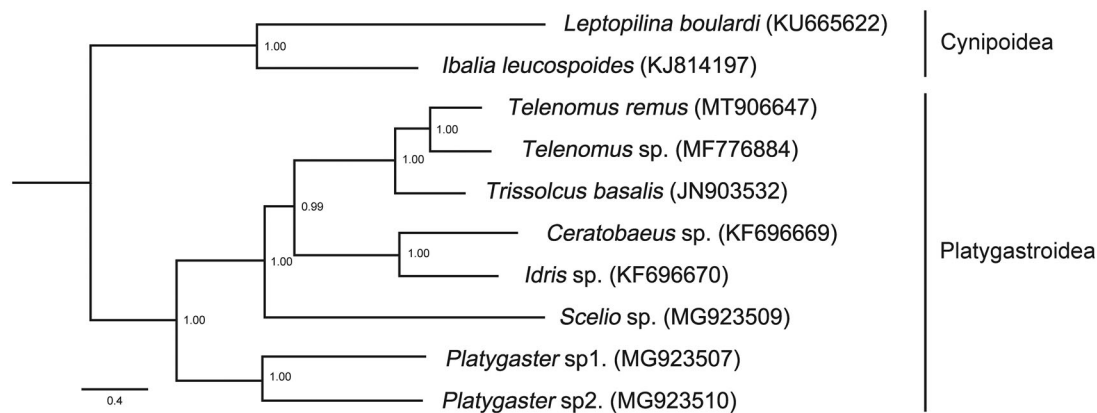 Leptopilina boulardi (KU665622)
Cynipoidea
1.00
Ibalia leucospoides (KJ814197)
Telenomus remus (MT906647)
1.00
Telenomus sp. (MF776884)
1.00
Trissolcus basalis (JN903532)
0.99
Ceratobaeus sp. (KF696669)
Platygastroidea
1.00
1.00
Idris sp. (KF696670)
Scelio sp. (MG923509)
1.00
Platygaster sp1. (MG923507)
1.00
Platygaster sp2. (MG923510)
0.4